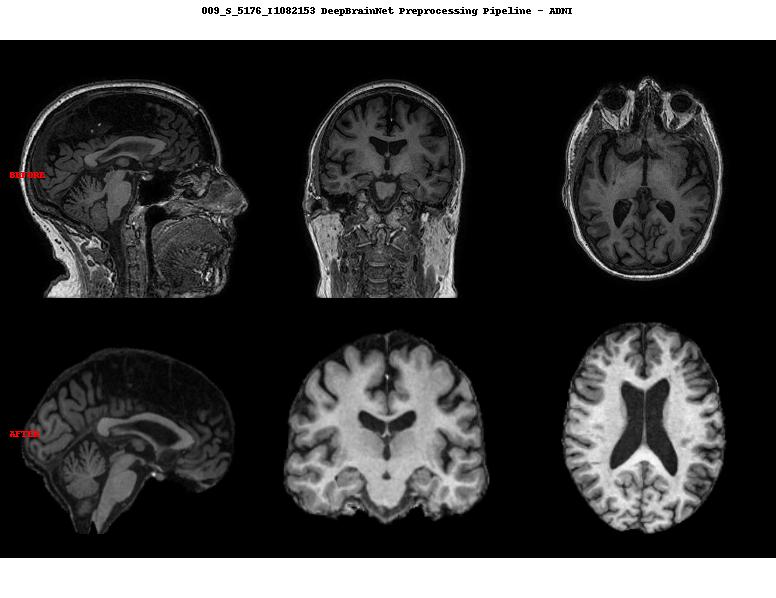 009_S_5176_I1082153 DeepBrainNet Preprocessing Pipeline - ADNI
BEFORE
AFTER